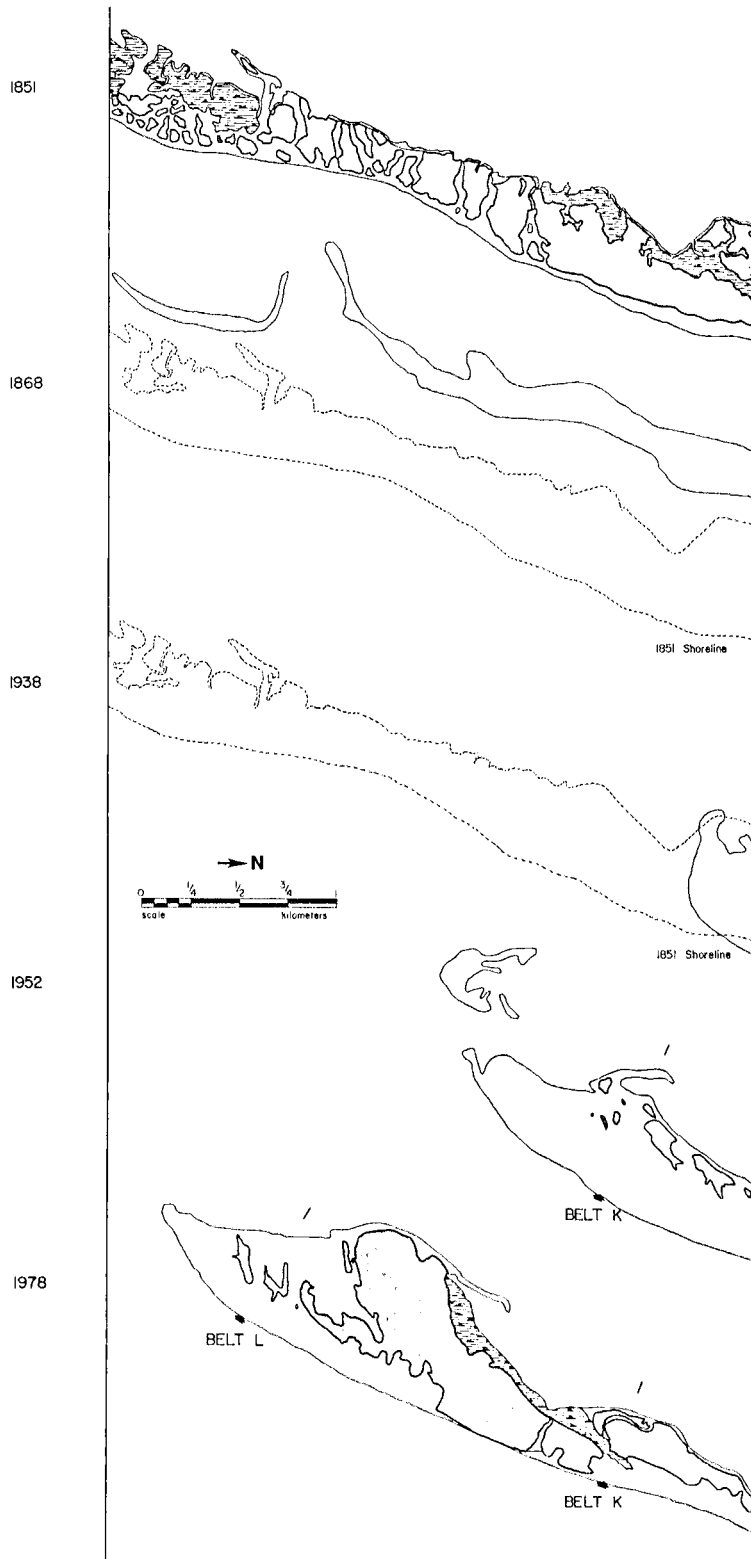 1851
1868
1851 Shoreline
1938
→ N
0 1/4 1/2 3/4 1
scale kilometers
1851 Shoreline
1952
BELT K
1978
BELT L
BELT K